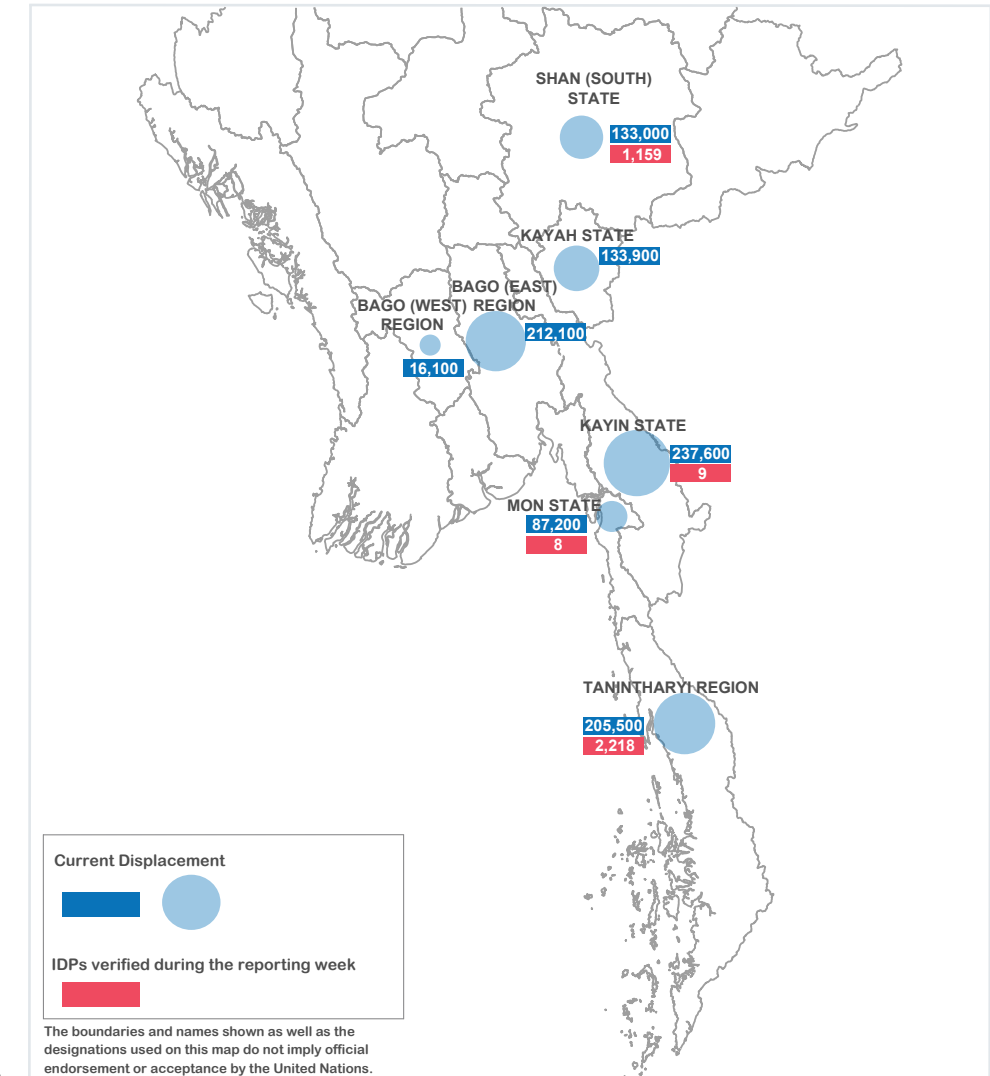 SHAN (SOUTH)
STATE
133,000
1,159
KAYAH STATE
133,900
BAGO (EAST)
REGION
212,100
BAGO (WEST)
REGION
16,100
KAYIN STATE
237,600
9
MON STATE
87,200
8
TANINTHARYI REGION
205,500
2,218
Current Displacement
IDPs verified during the reporting week
The boundaries and names shown as well as the
designations used on this map do not imply official
endorsement or acceptance by the United Nations.